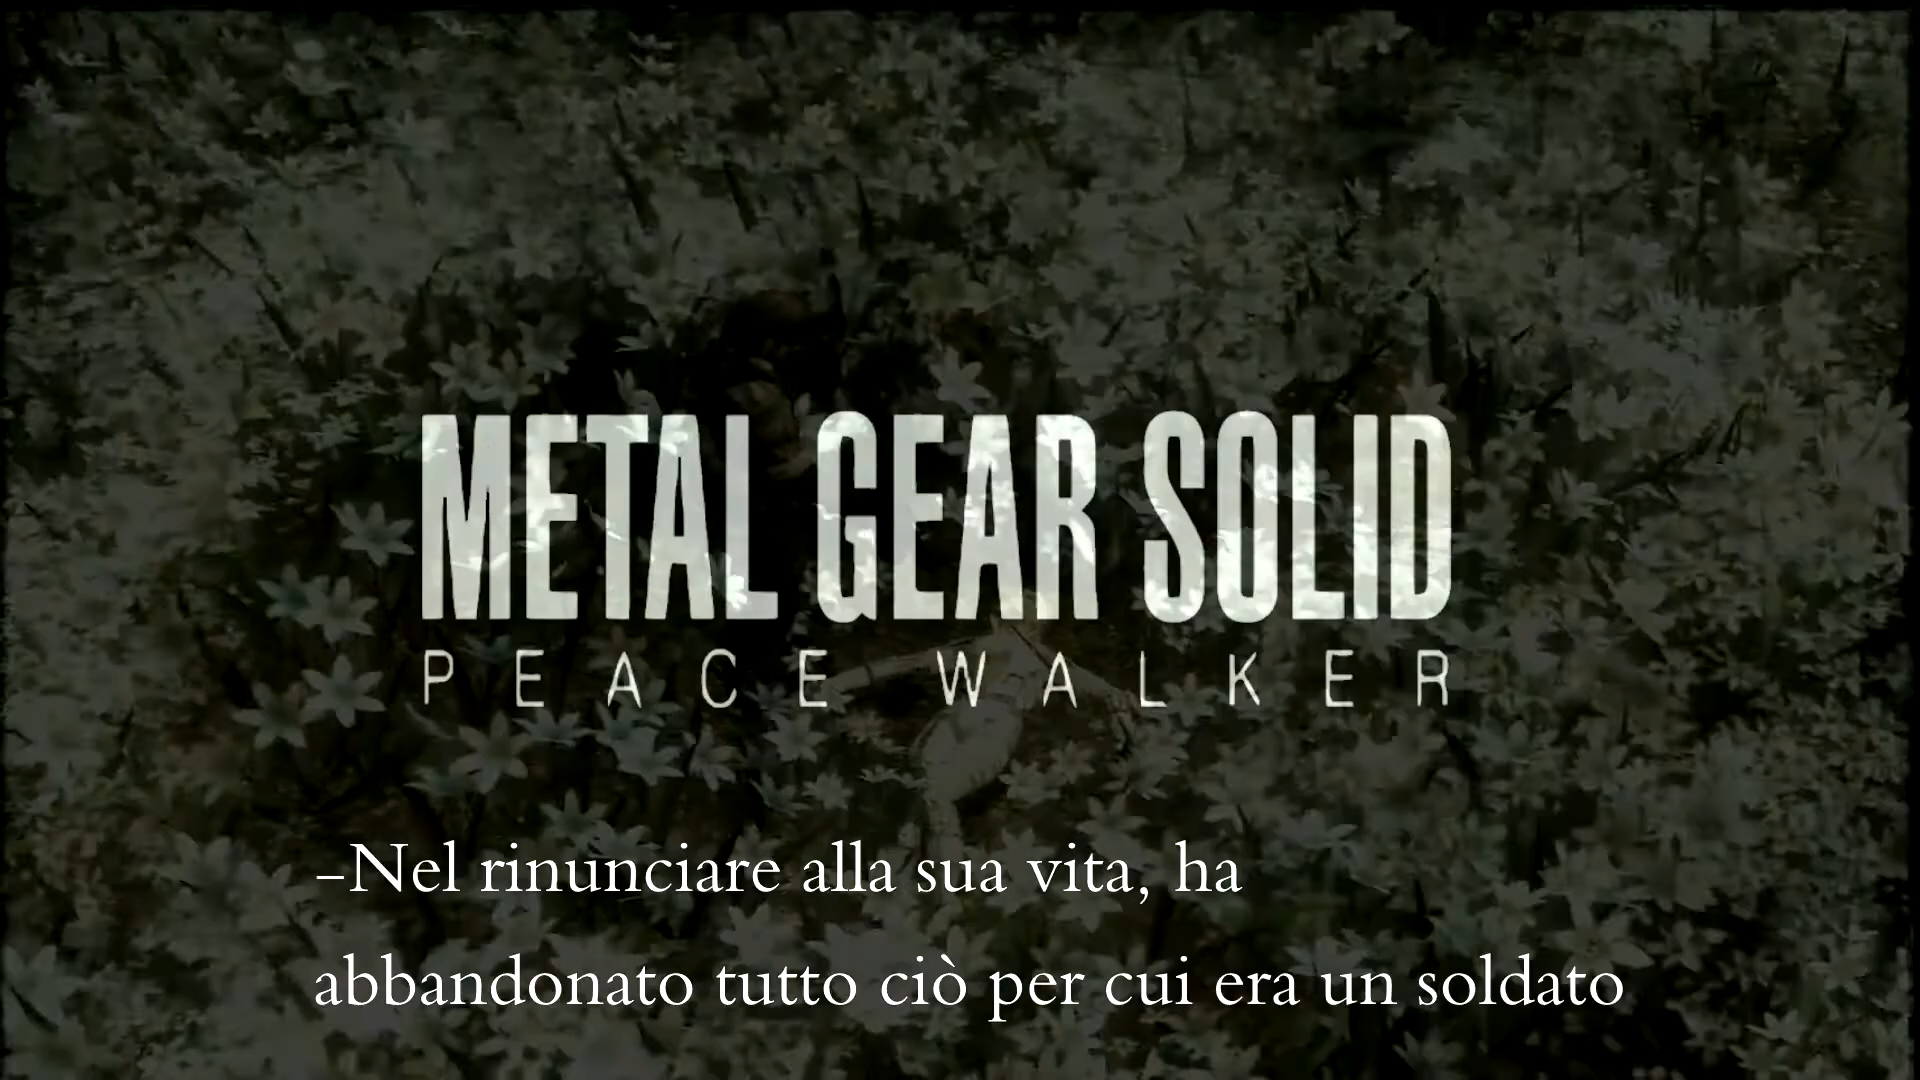 METAL GEAR SOLID
PEACE WALKER
–Nel rinunciare alla sua vita, ha
abbandonato tutto ciò per cui era un soldato